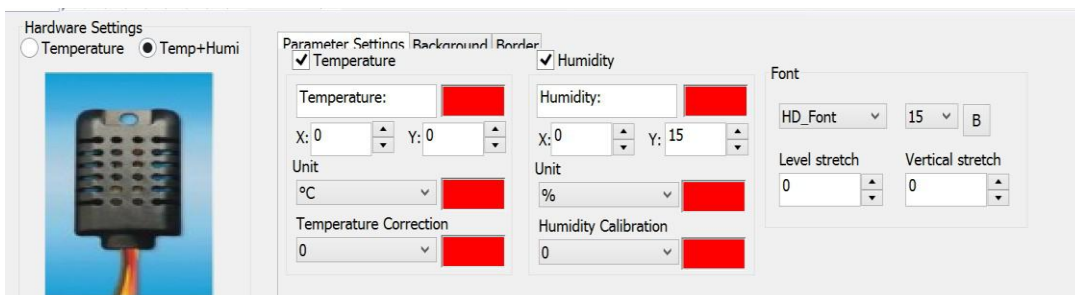 Hardware Settings
Temperature Temp+Humi
Parameter Settings Background Border
Temperature
Temperature:
X: 0 Y: 0
Unit
°C
Temperature Correction
0
Humidity
Humidity:
X: 0 Y: 15
Unit
%
Humidity Calibration
0
Font
HD_Font 15 B
Level stretch Vertical stretch
0 0